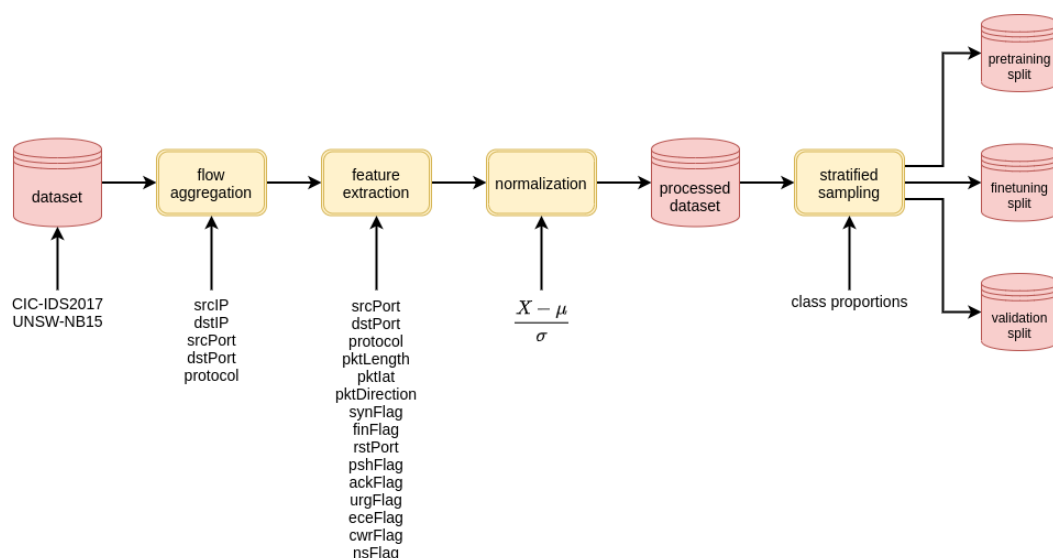 dataset
flow
aggregation
feature
extraction
normalization
processed
dataset
stratified
sampling
pretraining
split
finetuning
split
validation
split
CIC-IDS2017
UNSW-NB15
srcIP
dstIP
srcPort
dstPort
protocol
srcPort
dstPort
protocol
pktLength
pktIat
pktDirection
synFlag
finFlag
rstPort
pshFlag
ackFlag
urgFlag
eceFlag
cwrFlag
nsFlag
X − μ
σ
class proportions